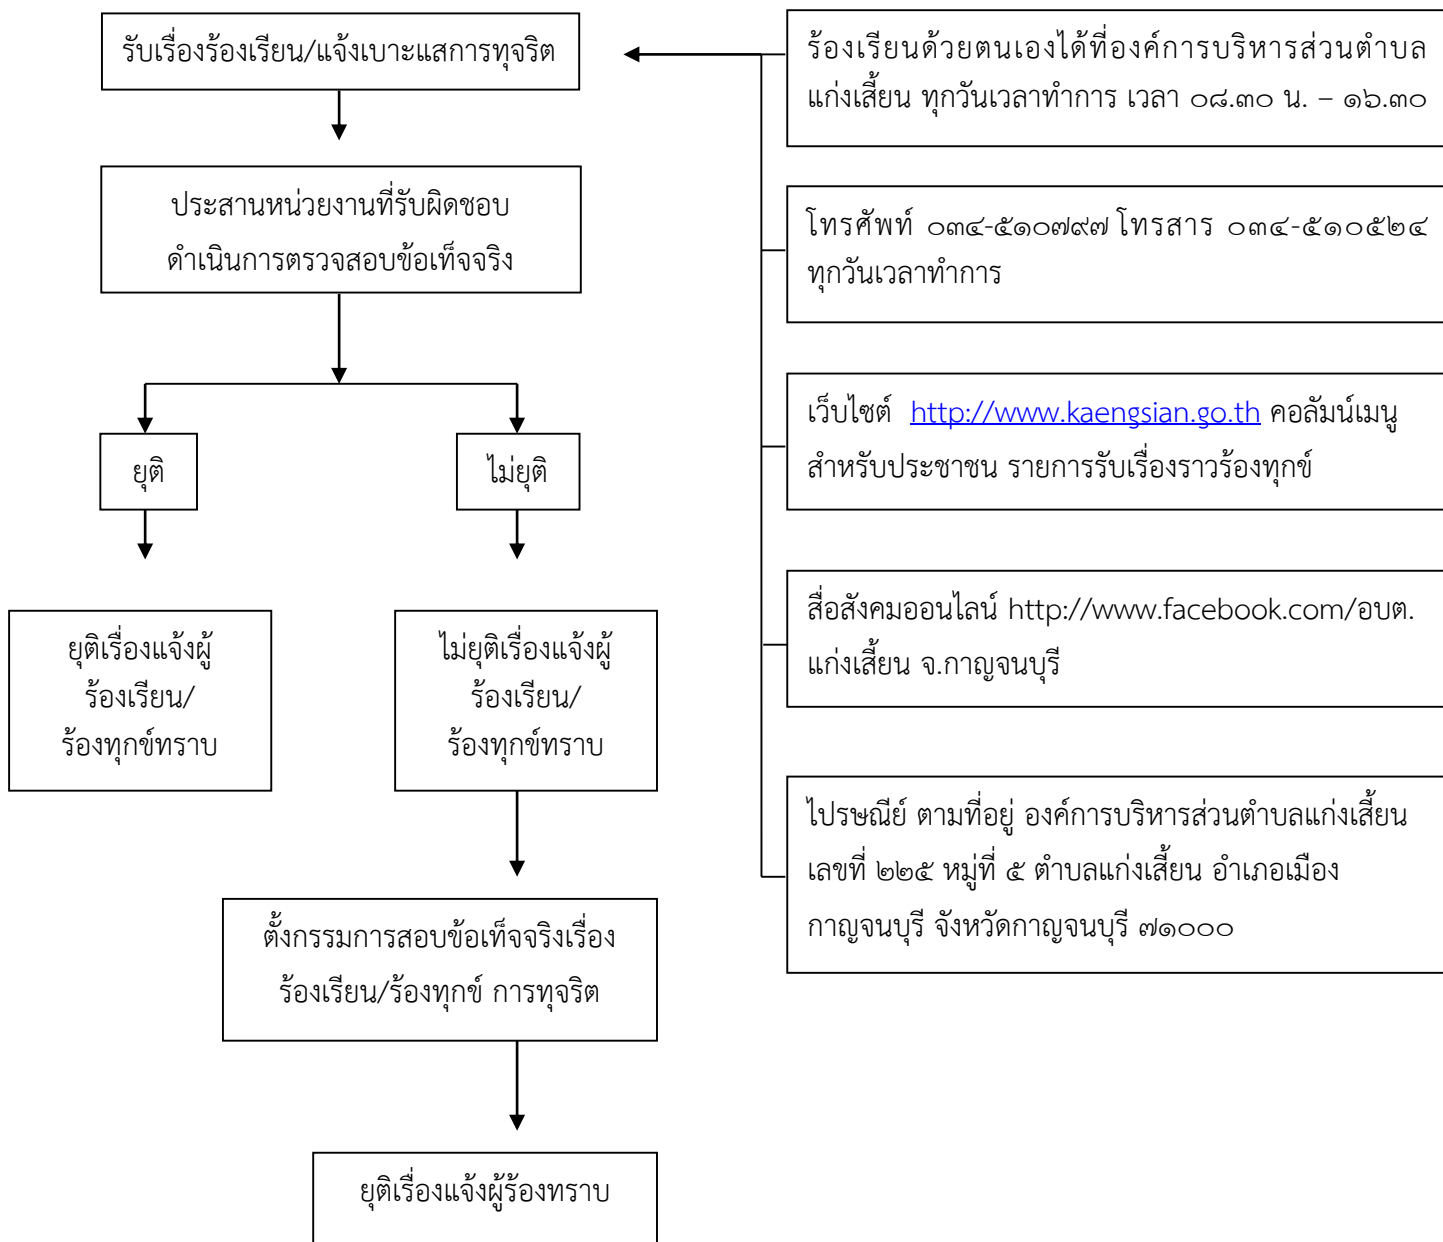 รับเรื่องร้องเรียน/แจ้งเบาะแสการทุจริต
ประสานหน่วยงานที่รับผิดชอบ
ดำเนินการตรวจสอบข้อเท็จจริง
ยุติ
ไม่ยุติ
ยุติเรื่องแจ้งผู้
ร้องเรียน/
ร้องทุกข์ทราบ
ไม่ยุติเรื่องแจ้งผู้
ร้องเรียน/
ร้องทุกข์ทราบ
ตั้งกรรมการสอบข้อเท็จจริงเรื่อง
ร้องเรียน/ร้องทุกข์ การทุจริต
ยุติเรื่องแจ้งผู้ร้องทราบ
ร้องเรียนด้วยตนเองได้ที่องค์การบริหารส่วนตำบล
แก่งเสี้ยน ทุกวันเวลาทำการ เวลา ๐๘.๓๐ น. – ๑๖.๓๐
โทรศัพท์ ๐๓๔-๕๑๐๗๙๗ โทรสาร ๐๓๔-๕๑๐๕๒๔
ทุกวันเวลาทำการ
เว็บไซต์ http://www.kaengsian.go.th คอลัมน์เมนู
สำหรับประชาชน รายการรับเรื่องราวร้องทุกข์
สื่อสังคมออนไลน์ http://www.facebook.com/อบต.
แก่งเสี้ยน จ.กาญจนบุรี
ไปรษณีย์ ตามที่อยู่ องค์การบริหารส่วนตำบลแก่งเสี้ยน
เลขที่ ๒๒๕ หมู่ที่ ๕ ตำบลแก่งเสี้ยน อำเภอเมือง
กาญจนบุรี จังหวัดกาญจนบุรี ๗๑๐๐๐